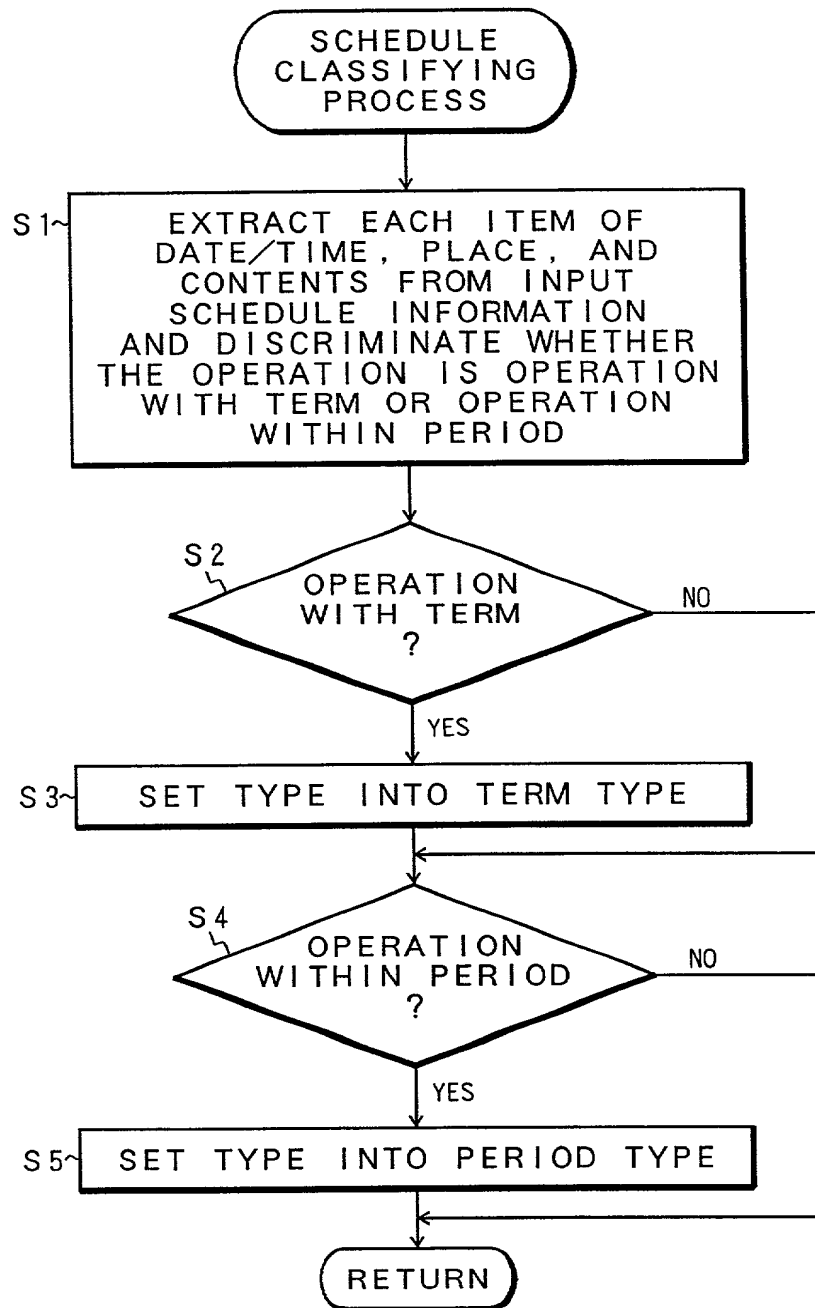 SCHEDULE
CLASSIFYING
PROCESS
S1
EXTRACT EACH ITEM OF
DATE/TIME, PLACE, AND
CONTENTS FROM INPUT
SCHEDULE INFORMATION
AND DISCRIMINATE WHETHER
THE OPERATION IS OPERATION
WITH TERM OR OPERATION
WITHIN PERIOD
S2
OPERATION
WITH TERM
?
NO
YES
S3
SET TYPE INTO TERM TYPE
S4
OPERATION
WITHIN PERIOD
?
NO
YES
S5
SET TYPE INTO PERIOD TYPE
RETURN